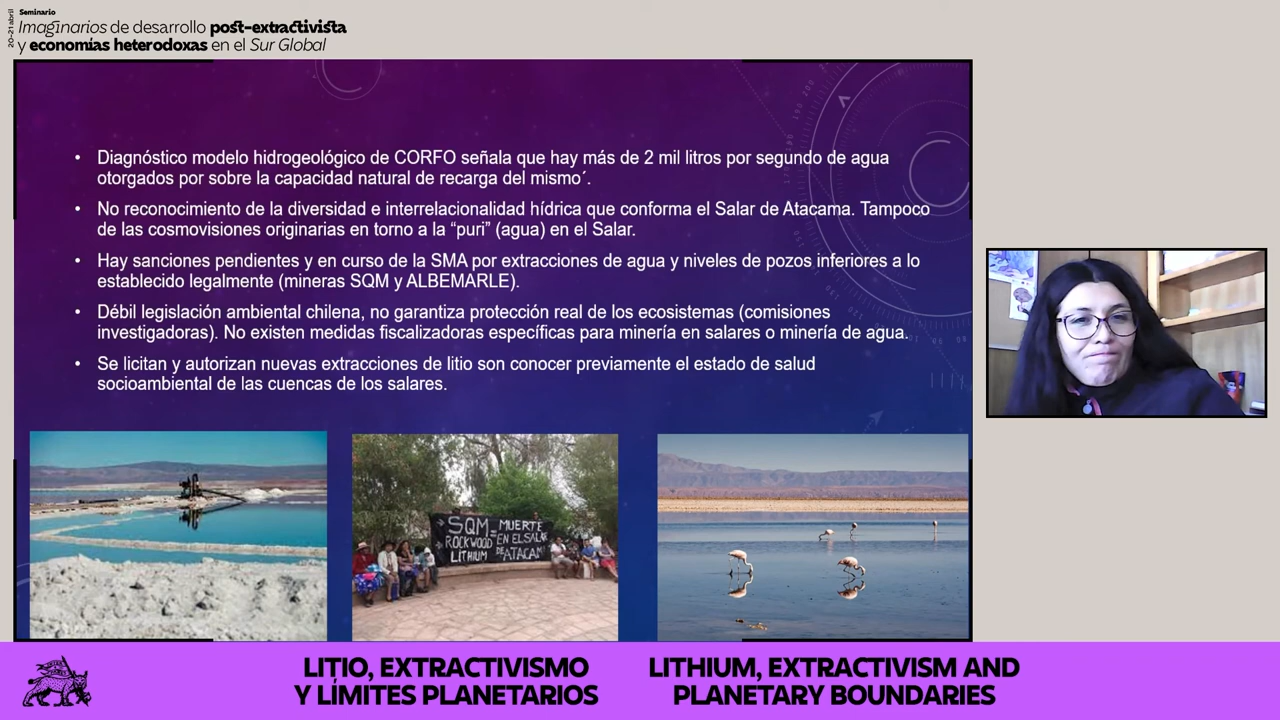 20-21 abril
Seminario
Imaginarios de desarrollo post-extractivista
y economías heterodoxas en el Sur Global
• Diagnóstico modelo hidrogeológico de CORFO señala que hay más de 2 mil litros por segundo de agua
otorgados por sobre la capacidad natural de recarga del mismo´.
• No reconocimiento de la diversidad e interrelacionalidad hídrica que conforma el Salar de Atacama. Tampoco
de las cosmovisiones originarias en torno a la “puri” (agua) en el Salar.
• Hay sanciones pendientes y en curso de la SMA por extracciones de agua y niveles de pozos inferiores a lo
establecido legalmente (mineras SQM y ALBEMARLE).
• Débil legislación ambiental chilena, no garantiza protección real de los ecosistemas (comisiones
investigadoras). No existen medidas fiscalizadoras específicas para minería en salares o minería de agua.
• Se licitan y autorizan nuevas extracciones de litio son conocer previamente el estado de salud
socioambiental de las cuencas de los salares.
SQM = MUERTE
ROCKWOOD EN EL SALAR
LITHIUM DE ATACAMA
LITIO, EXTRACTIVISMO
Y LÍMITES PLANETARIOS
LITHIUM, EXTRACTIVISM AND
PLANETARY BOUNDARIES